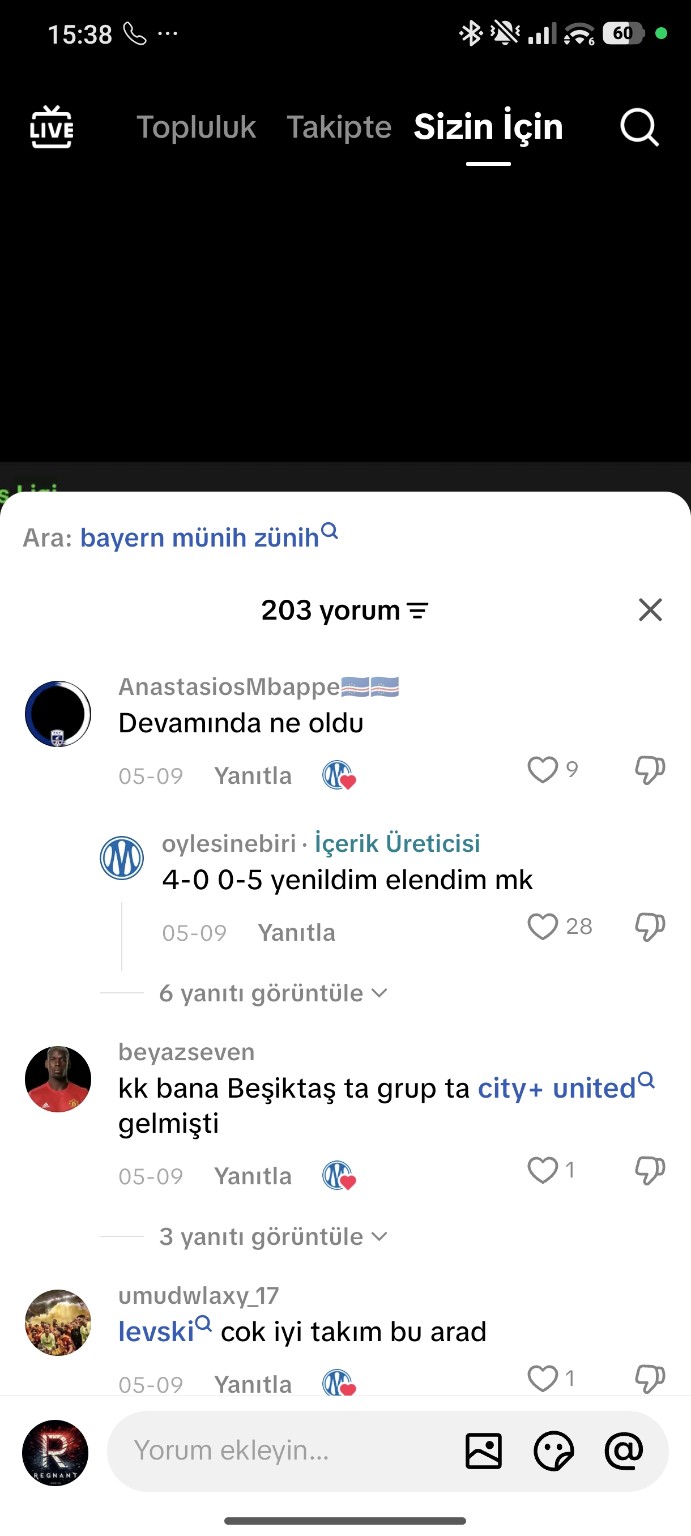 15:38 ...
60
LIVE Topluluk Takipte Sizin İçin
Ara: bayern münih zünih
203 yorum
AnastasiosMbappe🇨🇻🇨🇻
Devamında ne oldu
05-09 Yanıtla 9
oylesinebiri · İçerik Üreticisi
4-0 0-5 yenildim elendim mk
05-09 Yanıtla 28
6 yanıtı görüntüle
beyazseven
kk bana Beşiktaş ta grup ta city+ united
gelmişti
05-09 Yanıtla 1
3 yanıtı görüntüle
umudwlaxy_17
levski cok iyi takım bu arad
05-09 Yanıtla 1
R
REGNANT
Yorum ekleyin...